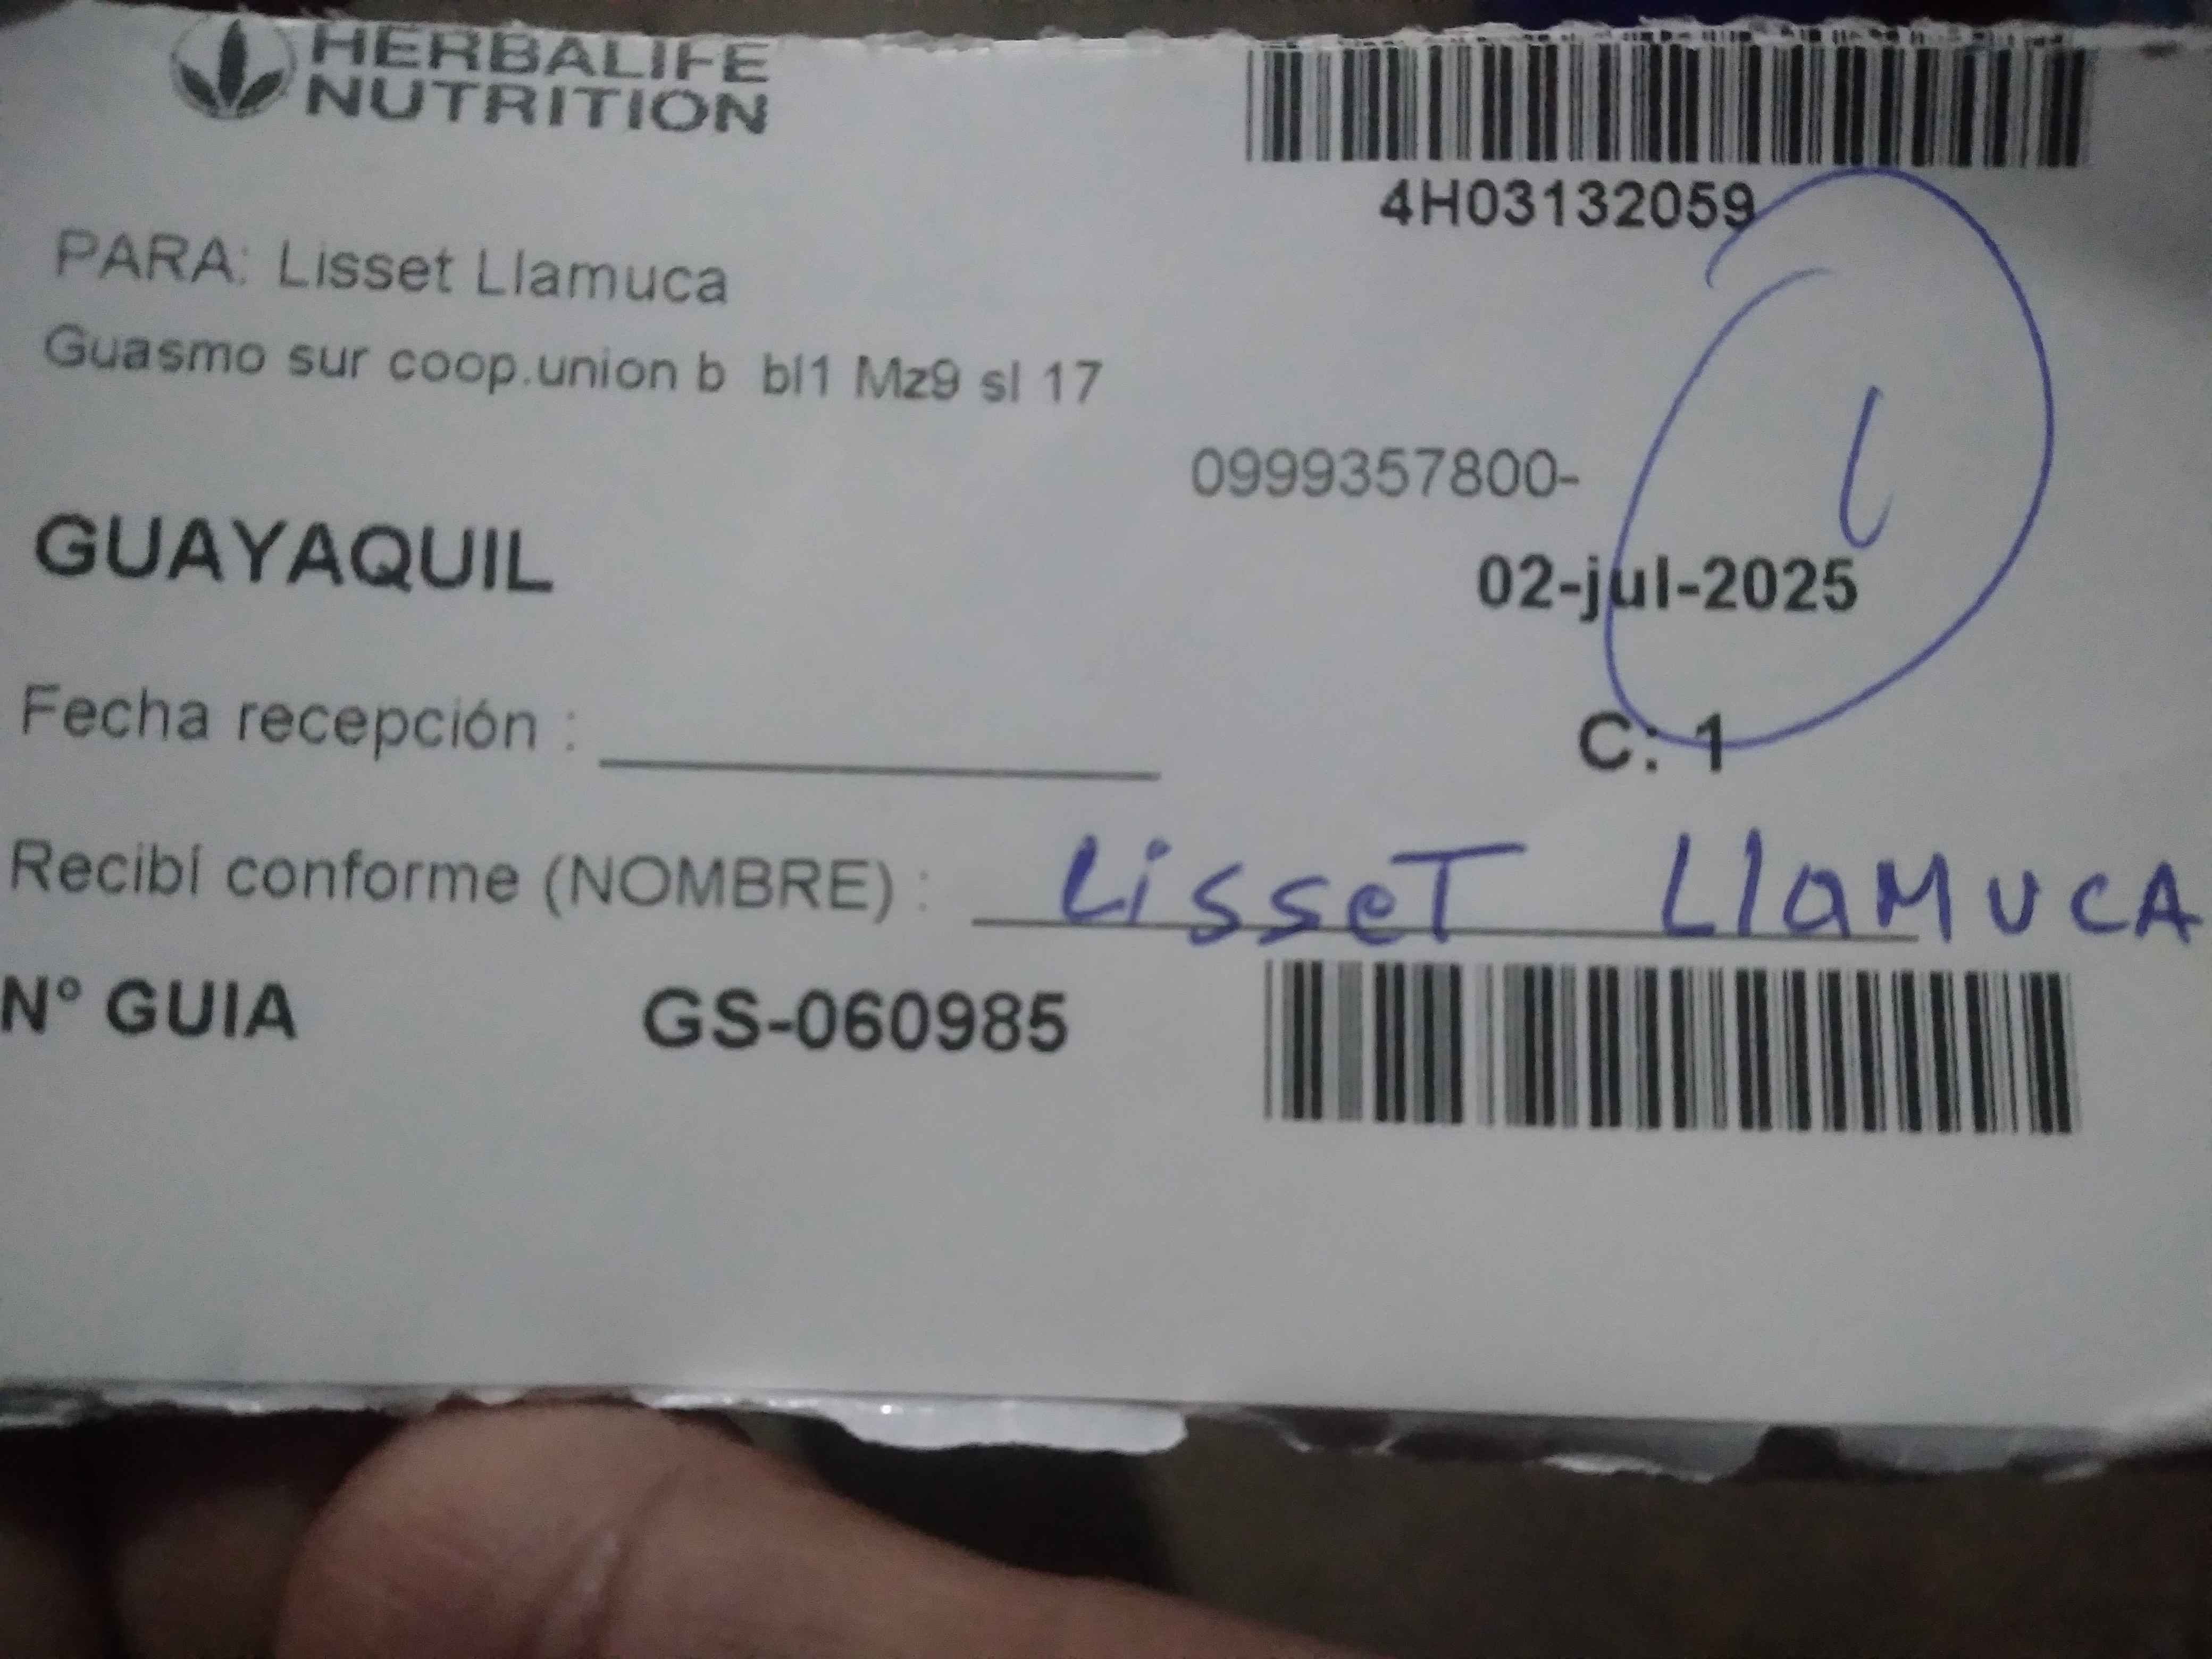 HERBALIFE
NUTRITION
4H03132059
PARA: Lisset Llamuca
Guasmo sur coop.union b bl1 Mz9 sl 17
0999357800-
GUAYAQUIL
02-jul-2025
Fecha recepción :
C: 1
Recibí conforme (NOMBRE) : LisseT LlaMucA
N° GUIA GS-060985